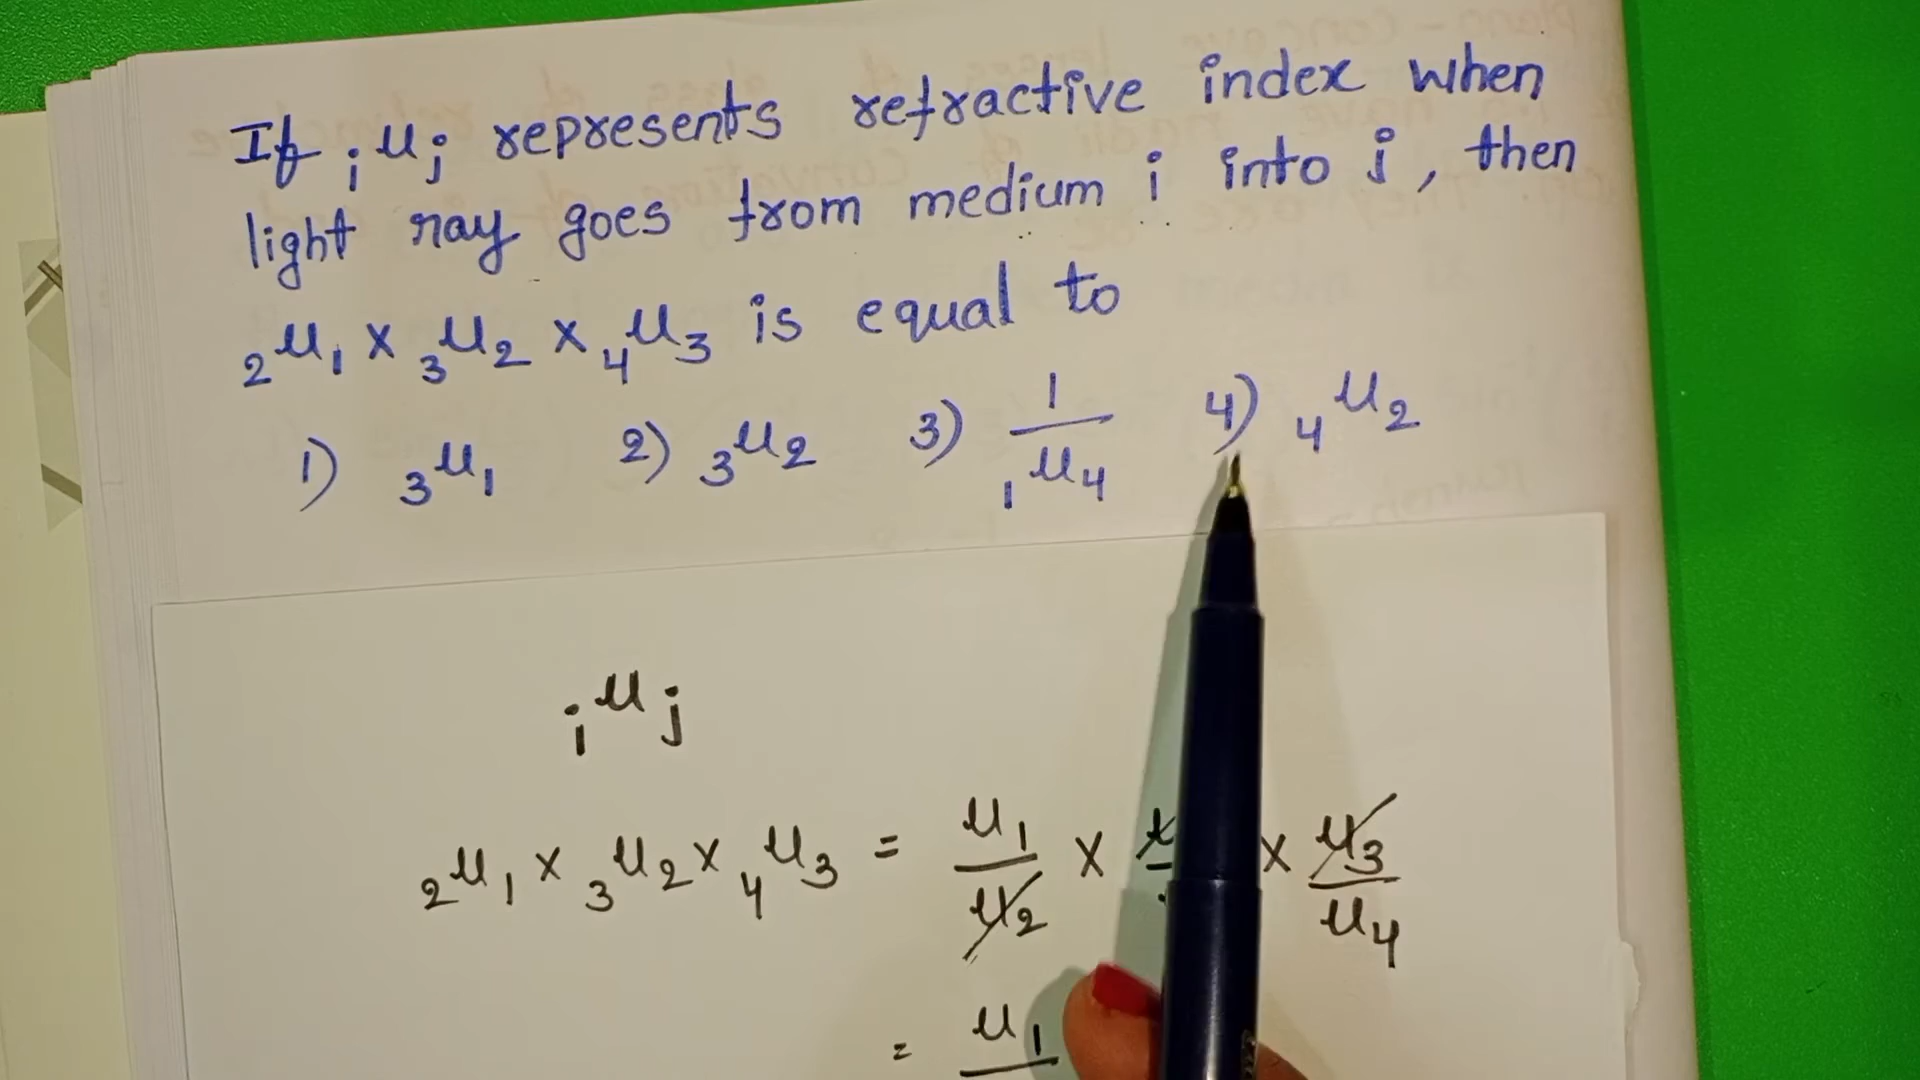 If ᵢμⱼ represents refractive index when
light ray goes from medium i into j, then
₂μ₁ × ₃μ₂ × ₄μ₃ is equal to
1) ₃μ₁ 2) ₃μ₂ 3) 1/₁μ₄ 4) ₄μ₂
ᵢμⱼ
₂μ₁ × ₃μ₂ × ₄μ₃ = μ₁/μ₂ × × μ₃/μ₄
= μ₁